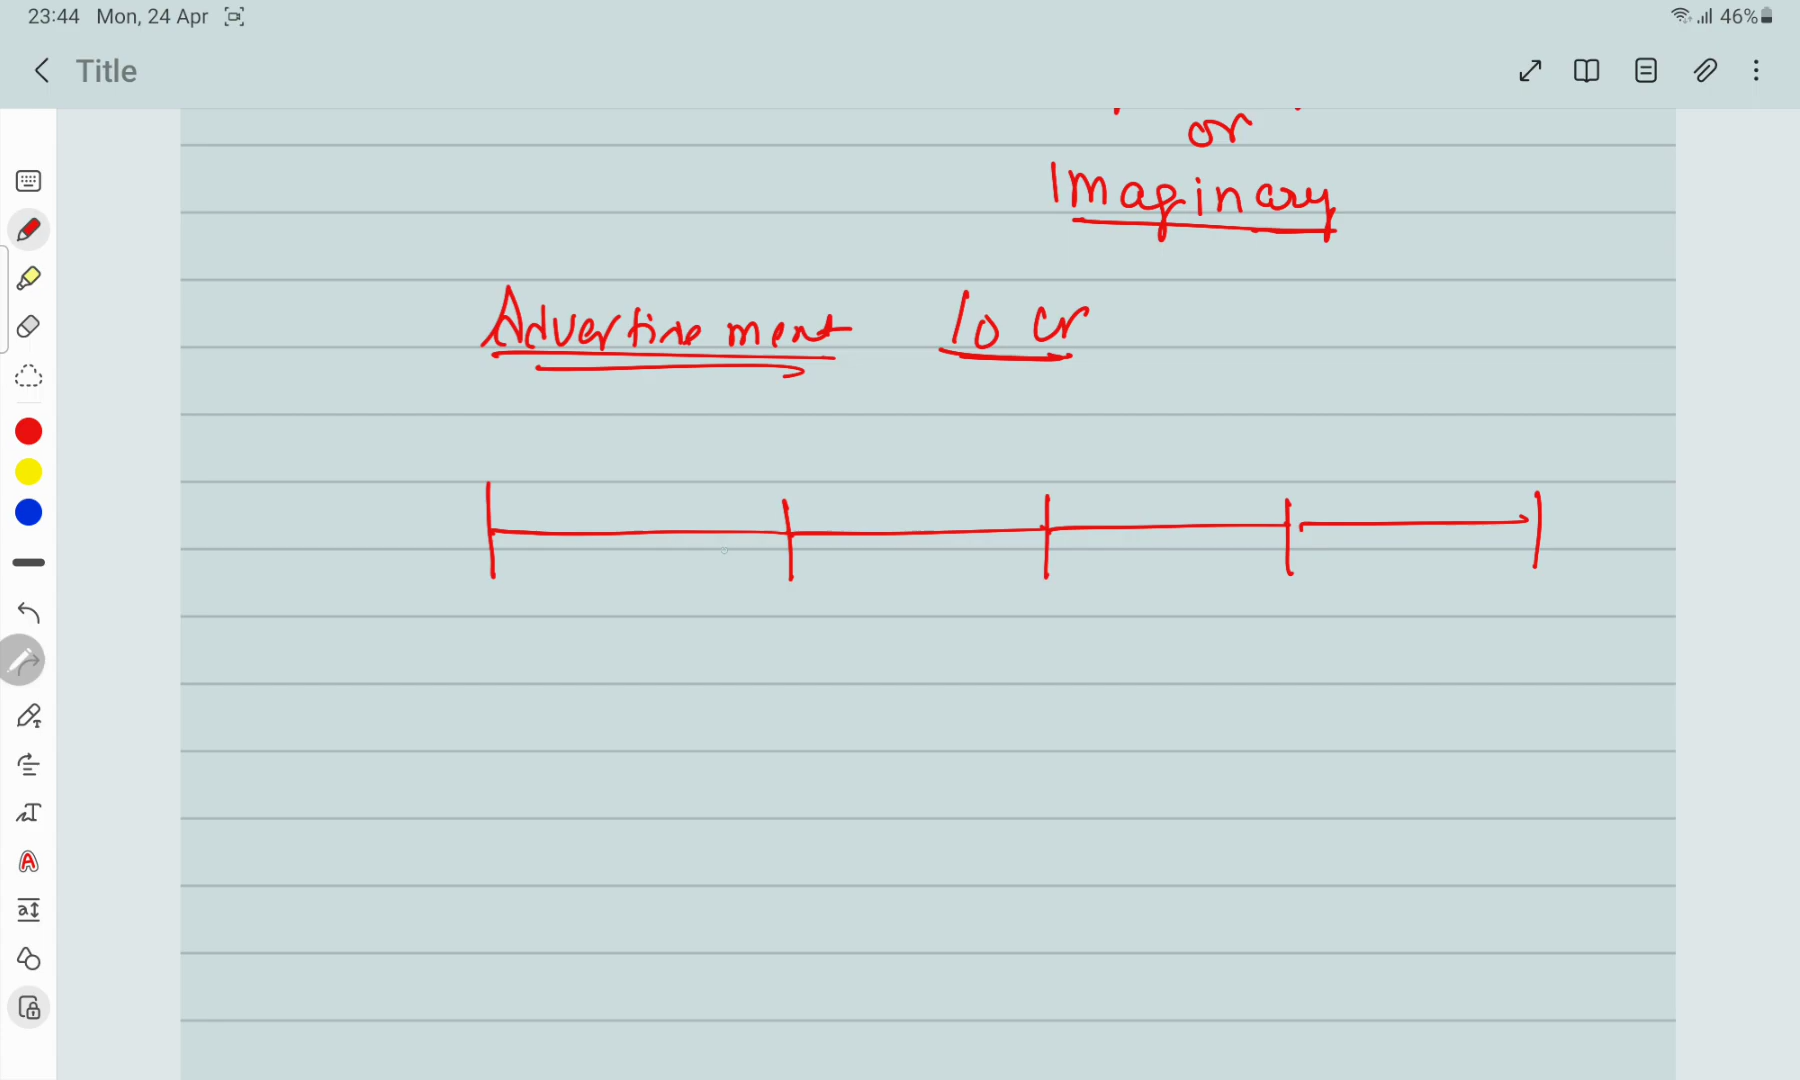 23:44 Mon, 24 Apr 46%
Title
or
Imaginary
Advertisement 10 cr